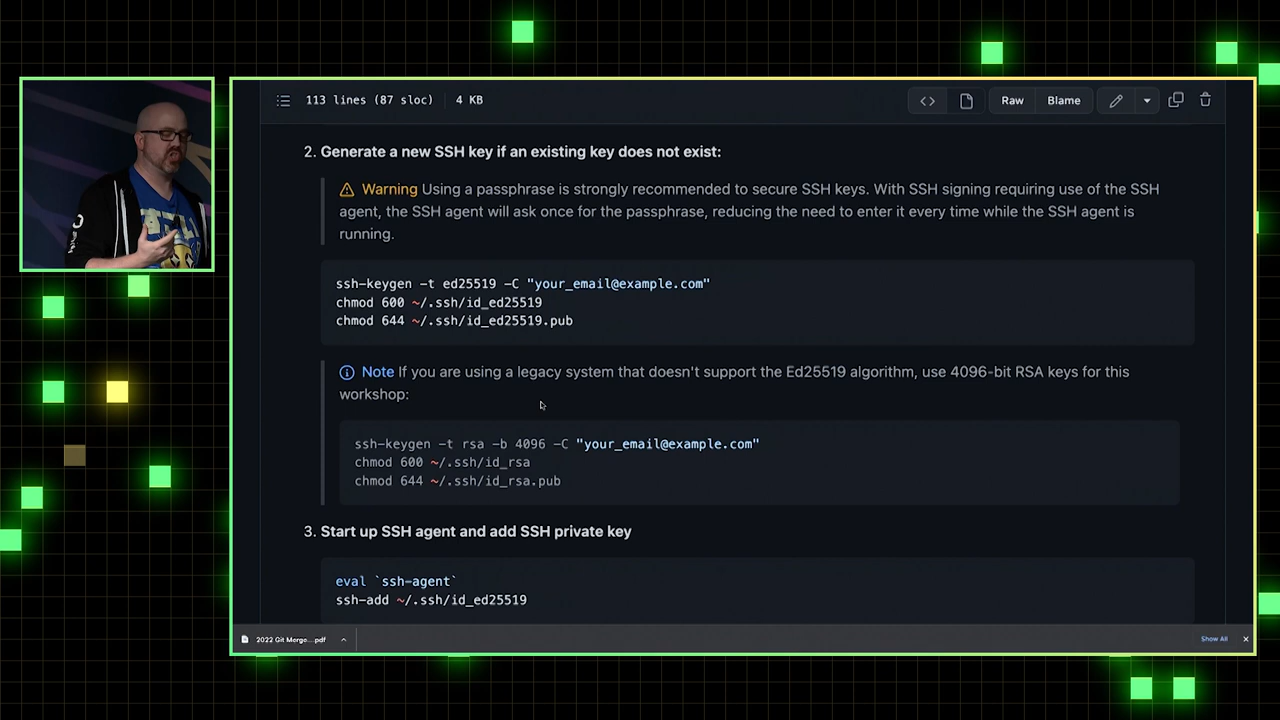 113 lines (87 sloc) 4 KB
Raw
Blame
2. Generate a new SSH key if an existing key does not exist:
Warning Using a passphrase is strongly recommended to secure SSH keys. With SSH signing requiring use of the SSH
agent, the SSH agent will ask once for the passphrase, reducing the need to enter it every time while the SSH agent is
running.
ssh-keygen -t ed25519 -C "your_email@example.com"
chmod 600 ~/.ssh/id_ed25519
chmod 644 ~/.ssh/id_ed25519.pub
Note If you are using a legacy system that doesn't support the Ed25519 algorithm, use 4096-bit RSA keys for this
workshop:
ssh-keygen -t rsa -b 4096 -C "your_email@example.com"
chmod 600 ~/.ssh/id_rsa
chmod 644 ~/.ssh/id_rsa.pub
3. Start up SSH agent and add SSH private key
eval `ssh-agent`
ssh-add ~/.ssh/id_ed25519
2022 Git Merge....pdf
Show All